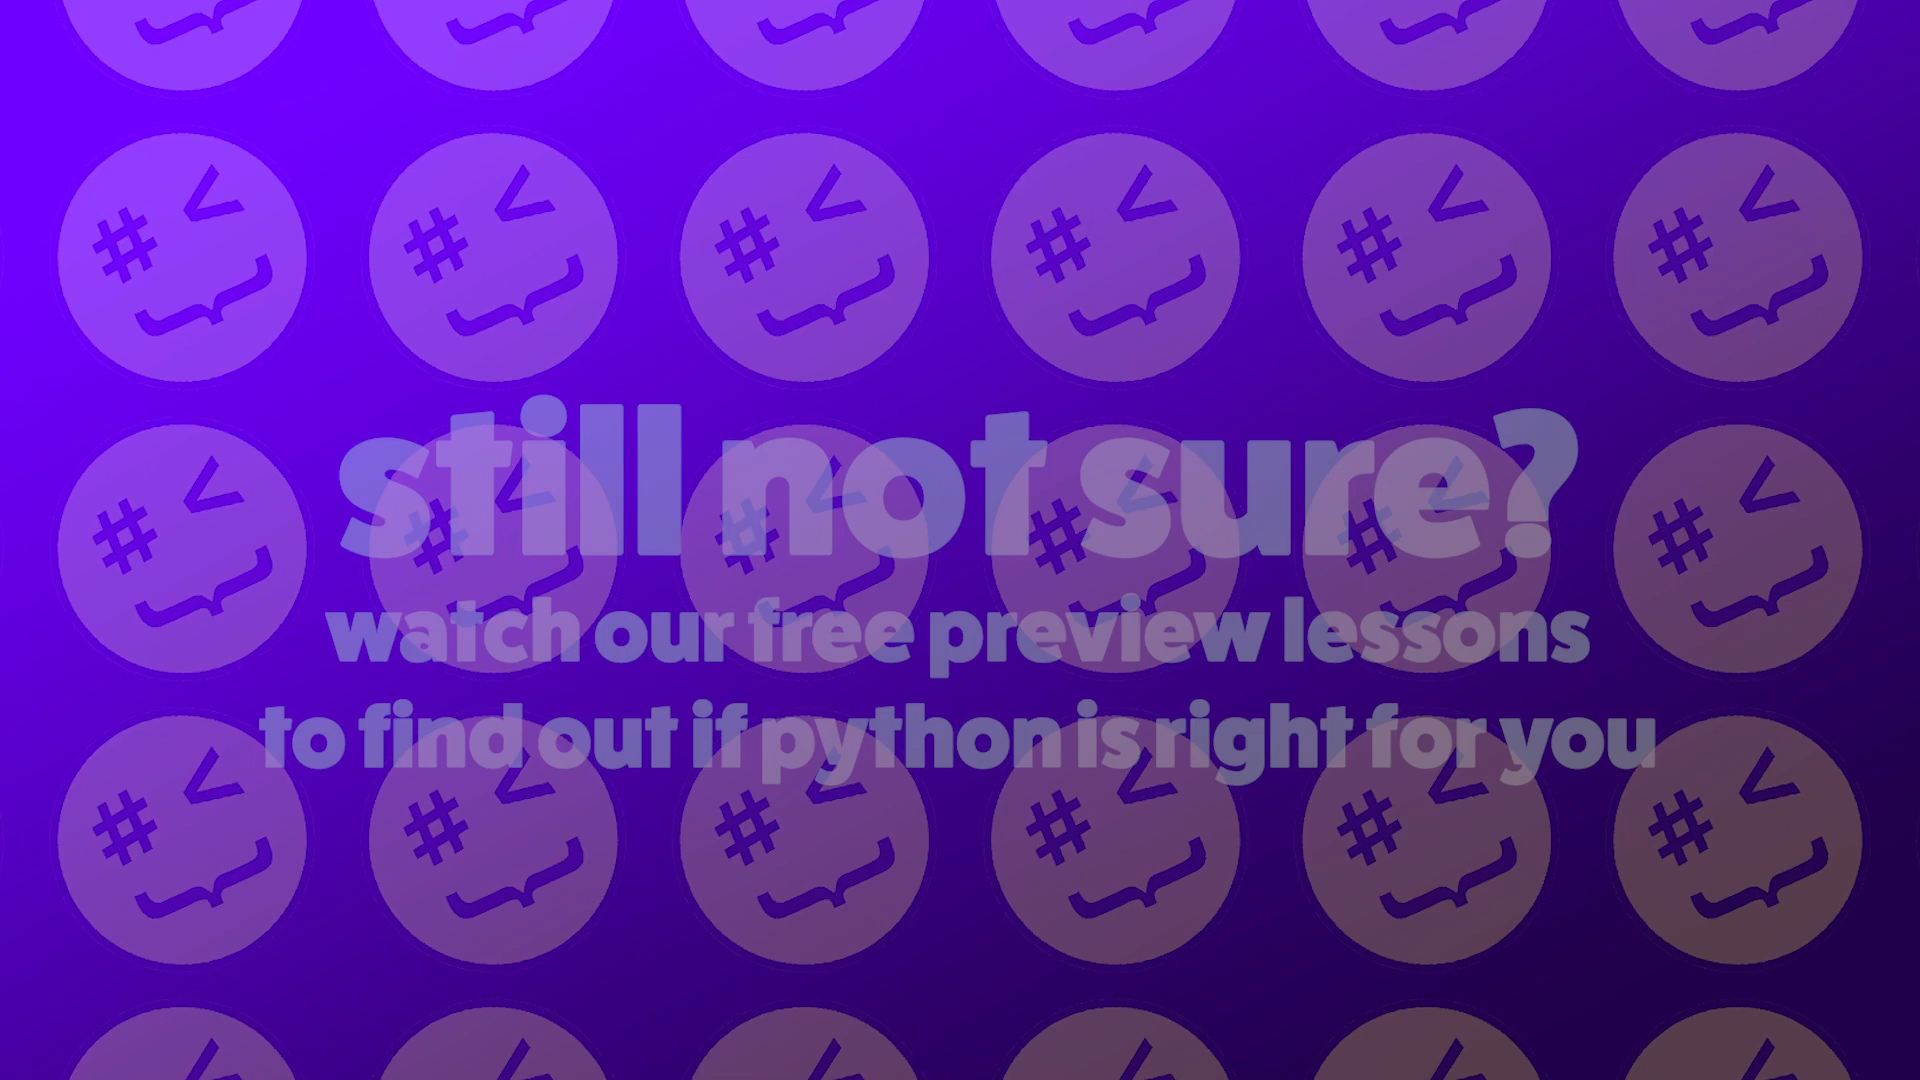 still not sure?
watch our free preview lessons
to find out if python is right for you